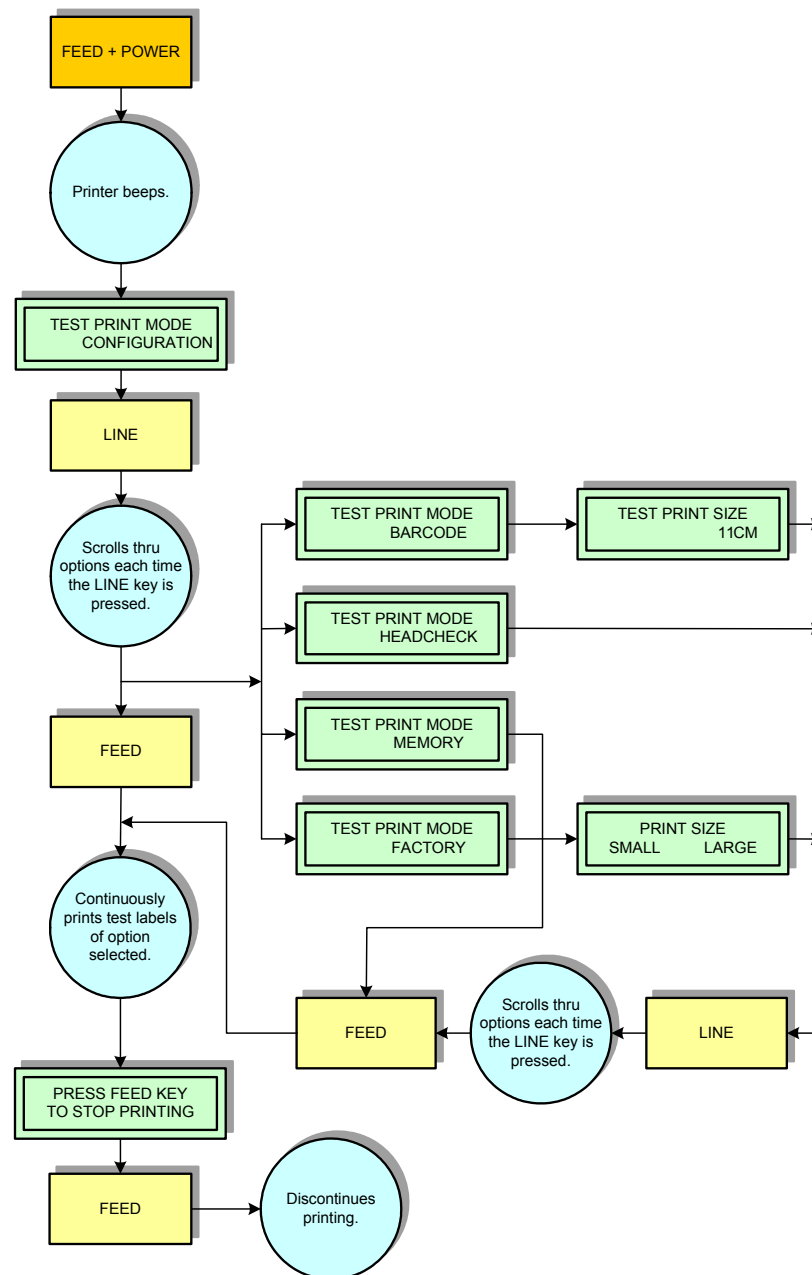 FEED + POWER
Printer beeps.
TEST PRINT MODE
CONFIGURATION
LINE
Scrolls thru
options each time
the LINE key is
pressed.
TEST PRINT MODE
BARCODE
TEST PRINT SIZE
11CM
TEST PRINT MODE
HEADCHECK
TEST PRINT MODE
MEMORY
TEST PRINT MODE
FACTORY
PRINT SIZE
SMALL LARGE
FEED
Continuously
prints test labels
of option
selected.
FEED
Scrolls thru
options each time
the LINE key is
pressed.
LINE
PRESS FEED KEY
TO STOP PRINTING
FEED
Discontinues
printing.